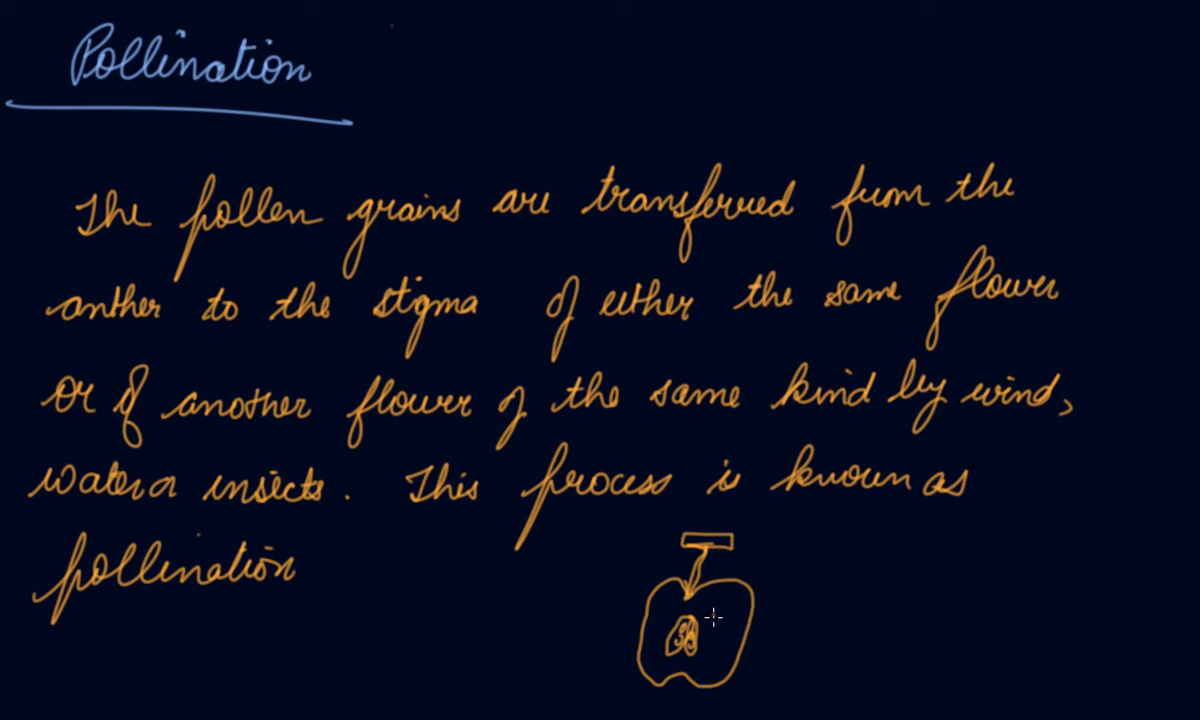 Pollination
The pollen grains are transferred from the
anther to the stigma of either the same flower
or of another flower of the same kind by wind,
water or insects. This process is known as
pollination